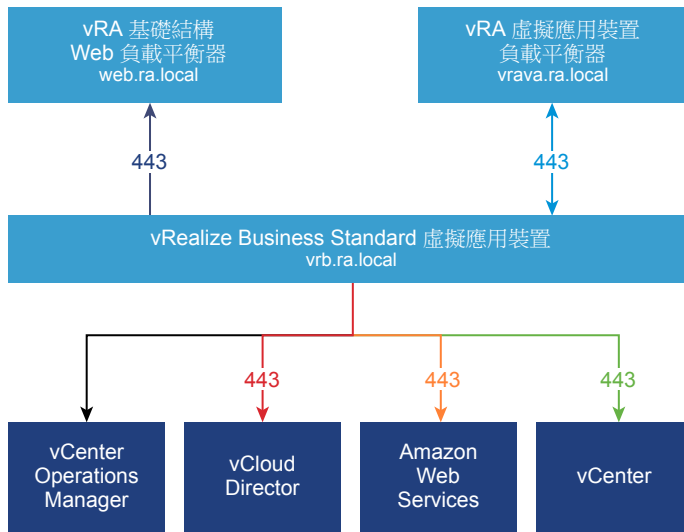 vRA 基礎結構
Web 負載平衡器
web.ra.local
vRA 虛擬應用裝置
負載平衡器
vrava.ra.local
443
443
vRealize Business Standard 虛擬應用裝置
vrb.ra.local
443
443
443
vCenter
Operations
Manager
vCloud
Director
Amazon
Web
Services
vCenter